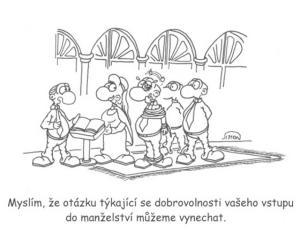 Myslím, že otázku týkající se dobrovolnosti vašeho vstupu
do manželství můžeme vynechat.